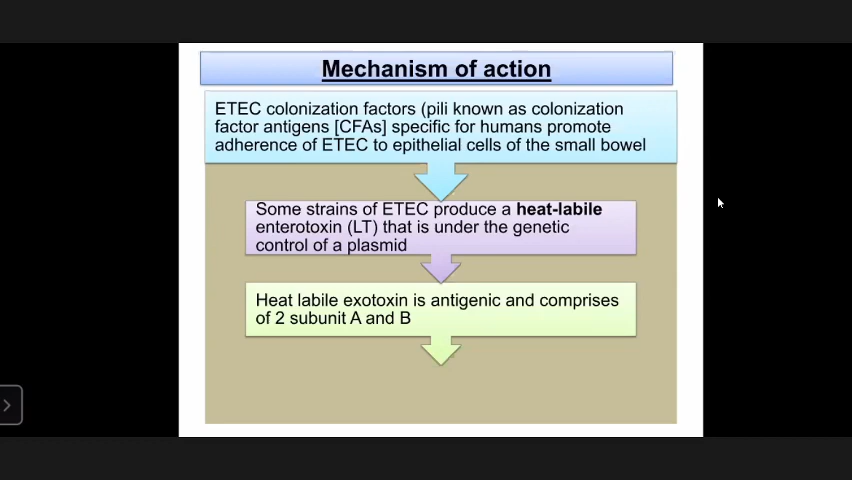 Mechanism of action
ETEC colonization factors (pili known as colonization
factor antigens [CFAs] specific for humans promote
adherence of ETEC to epithelial cells of the small bowel
Some strains of ETEC produce a heat-labile
enterotoxin (LT) that is under the genetic
control of a plasmid
Heat labile exotoxin is antigenic and comprises
of 2 subunit A and B